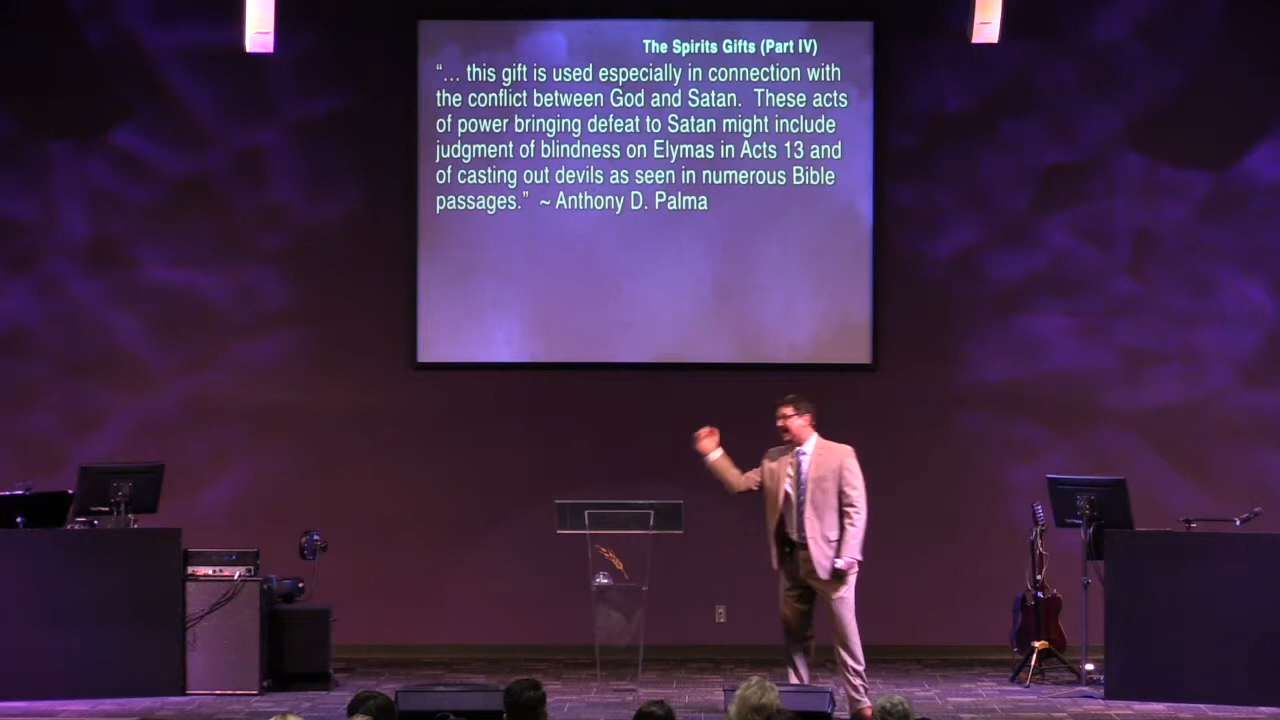 The Spirits Gifts (Part IV)
“... this gift is used especially in connection with
the conflict between God and Satan.  These acts
of power bringing defeat to Satan might include
judgment of blindness on Elymas in Acts 13 and
of casting out devils as seen in numerous Bible
passages.”  ~ Anthony D. Palma